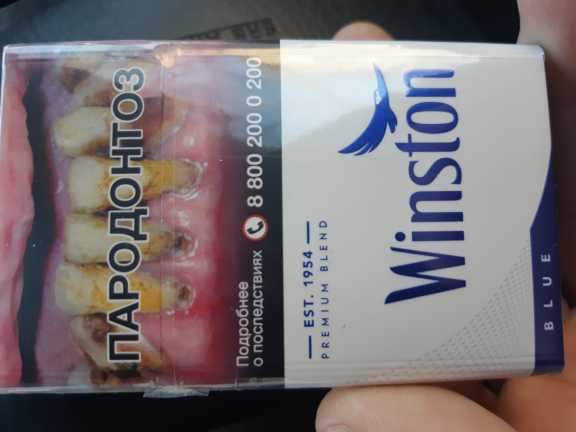 ПАРОДОНТОЗ
Подробнее
о последствиях 8 800 200 0 200
Winston
EST. 1954
PREMIUM BLEND
BLUE